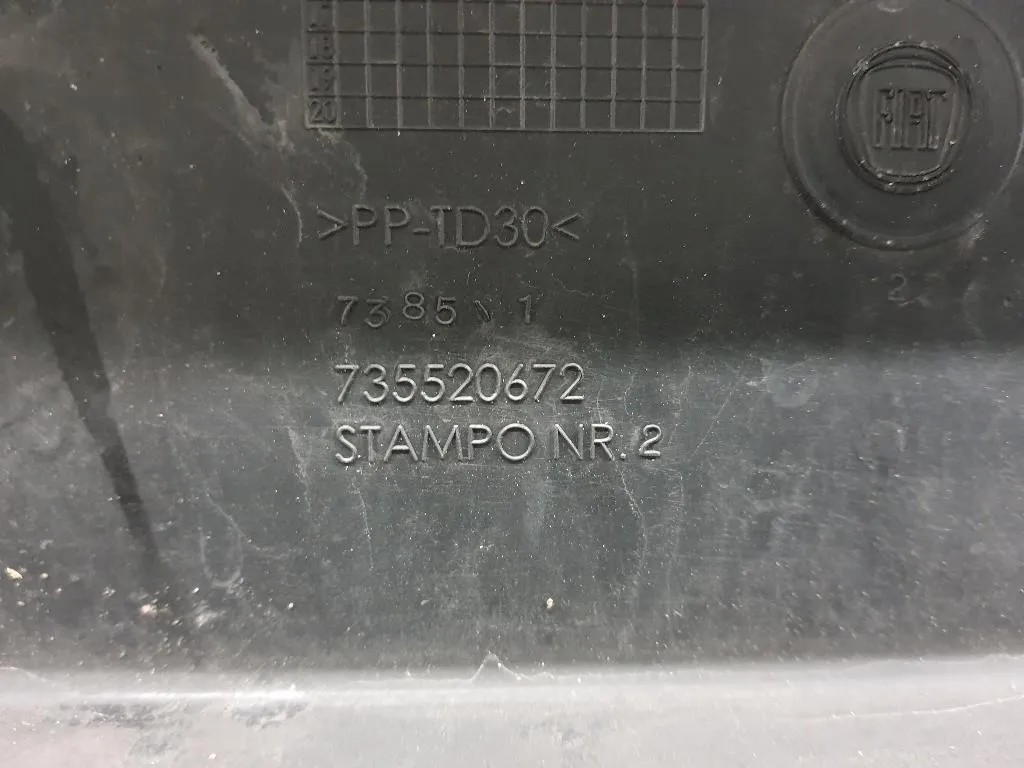 18
19
20
FIAT
>PP-TD30<
2
735520672
STAMPO NR. 2